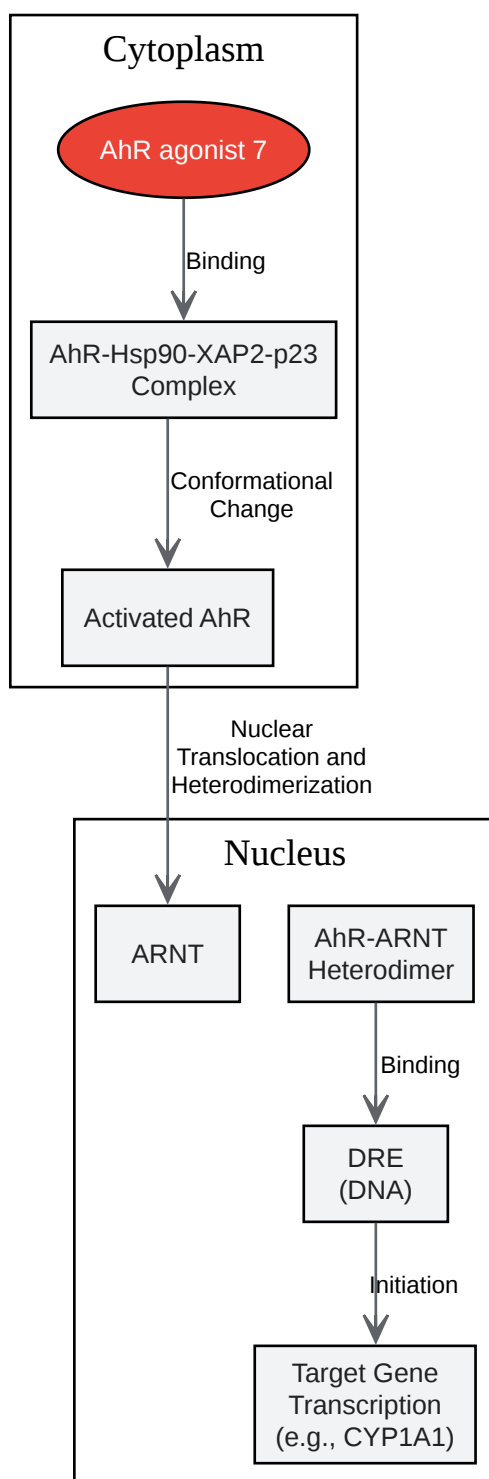 Cytoplasm
AhR agonist 7
Binding
AhR-Hsp90-XAP2-p23
Complex
Conformational
Change
Activated AhR
Nuclear
Translocation and
Heterodimerization
Nucleus
ARNT
AhR-ARNT
Heterodimer
Binding
DRE
(DNA)
Initiation
Target Gene
Transcription
(e.g., CYP1A1)